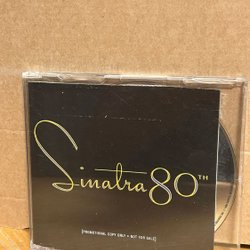 Sinatra 80TH
[PROMOTIONAL COPY ONLY • NOT FOR SALE]